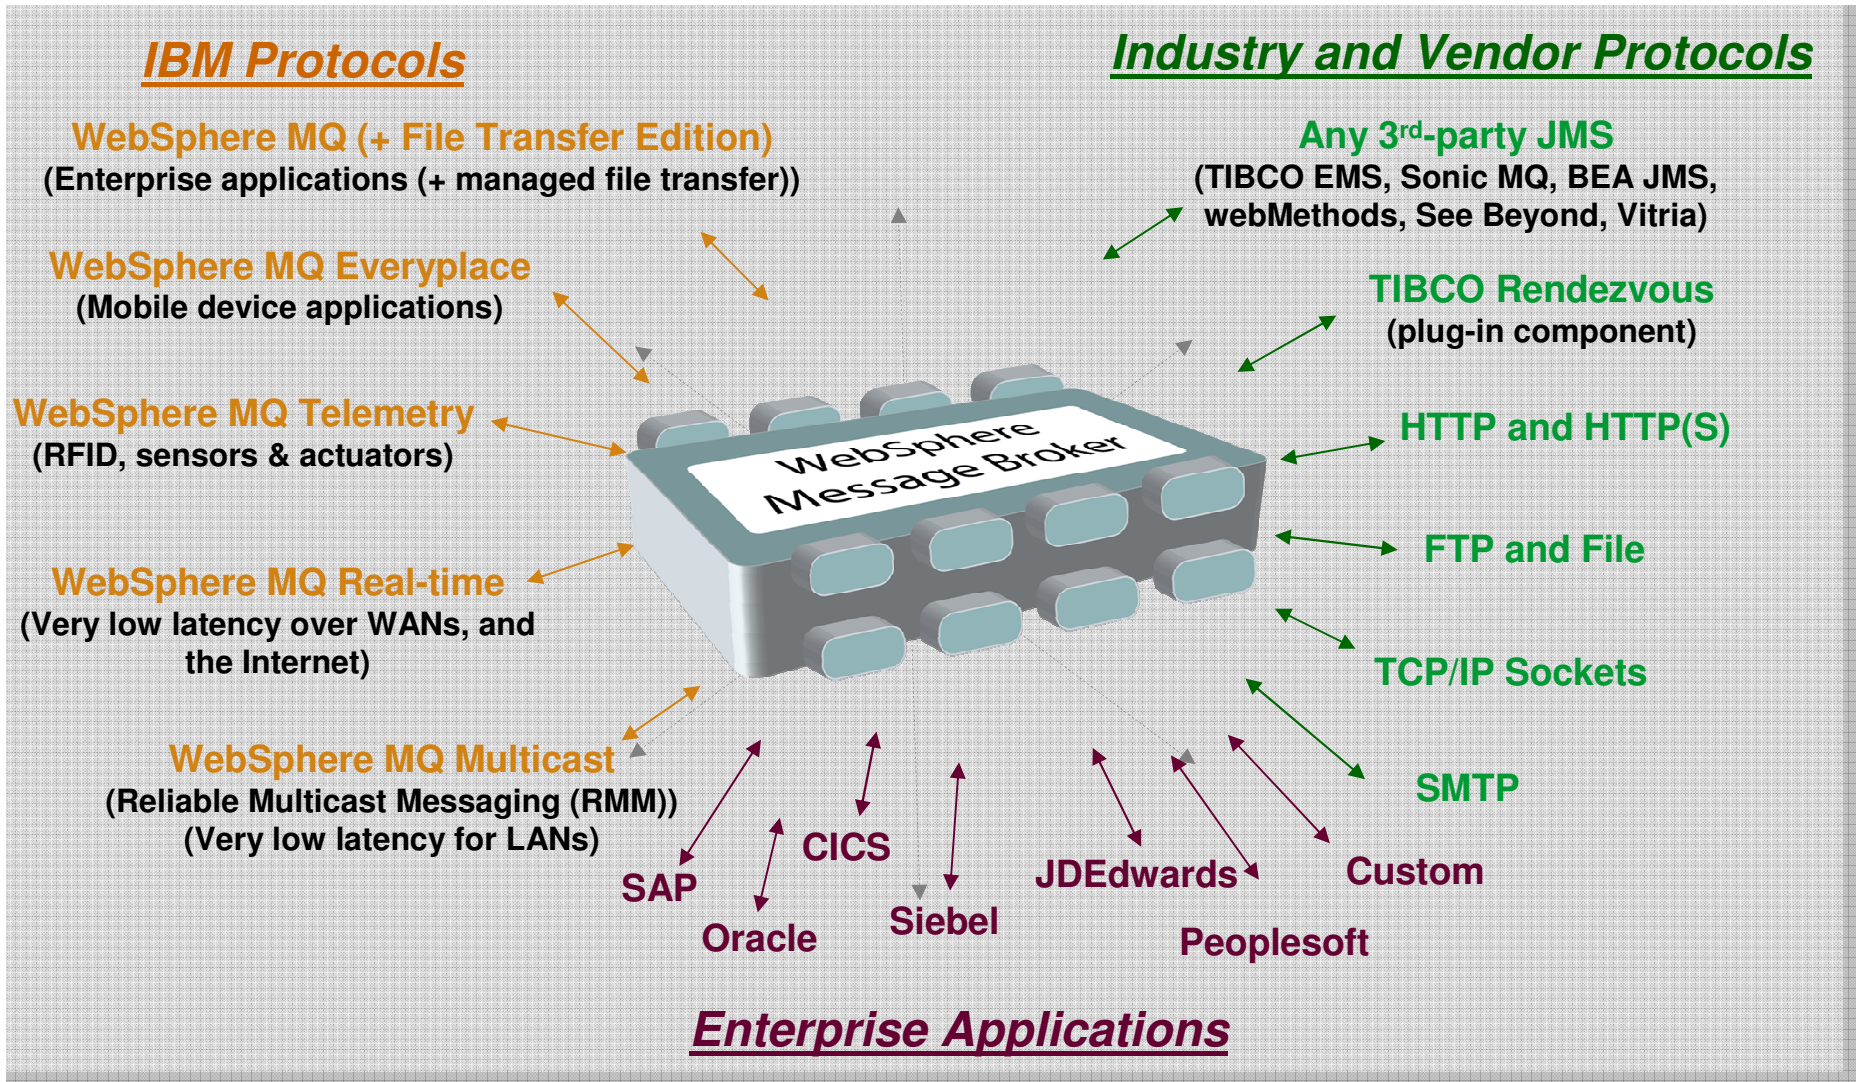 IBM Protocols
WebSphere MQ (+ File Transfer Edition)
(Enterprise applications (+ managed file transfer))
WebSphere MQ Everyplace
(Mobile device applications)
WebSphere MQ Telemetry
(RFID, sensors & actuators)
WebSphere MQ Real-time
(Very low latency over WANs, and
the Internet)
WebSphere MQ Multicast
(Reliable Multicast Messaging (RMM))
(Very low latency for LANs)
WebSphere
Message Broker
Industry and Vendor Protocols
Any 3rd-party JMS
(TIBCO EMS, Sonic MQ, BEA JMS,
webMethods, See Beyond, Vitria)
TIBCO Rendezvous
(plug-in component)
HTTP and HTTP(S)
FTP and File
TCP/IP Sockets
SMTP
SAP
Oracle
CICS
Siebel
JDEdwards
Peoplesoft
Custom
Enterprise Applications